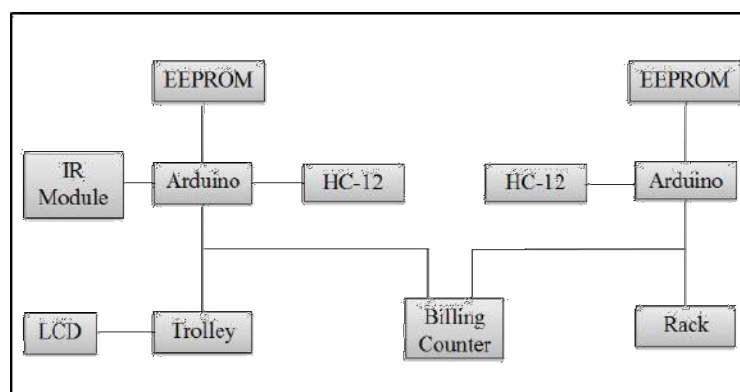 EEPROM
EEPROM
IR
Module
Arduino
HC-12
HC-12
Arduino
LCD
Trolley
Billing
Counter
Rack